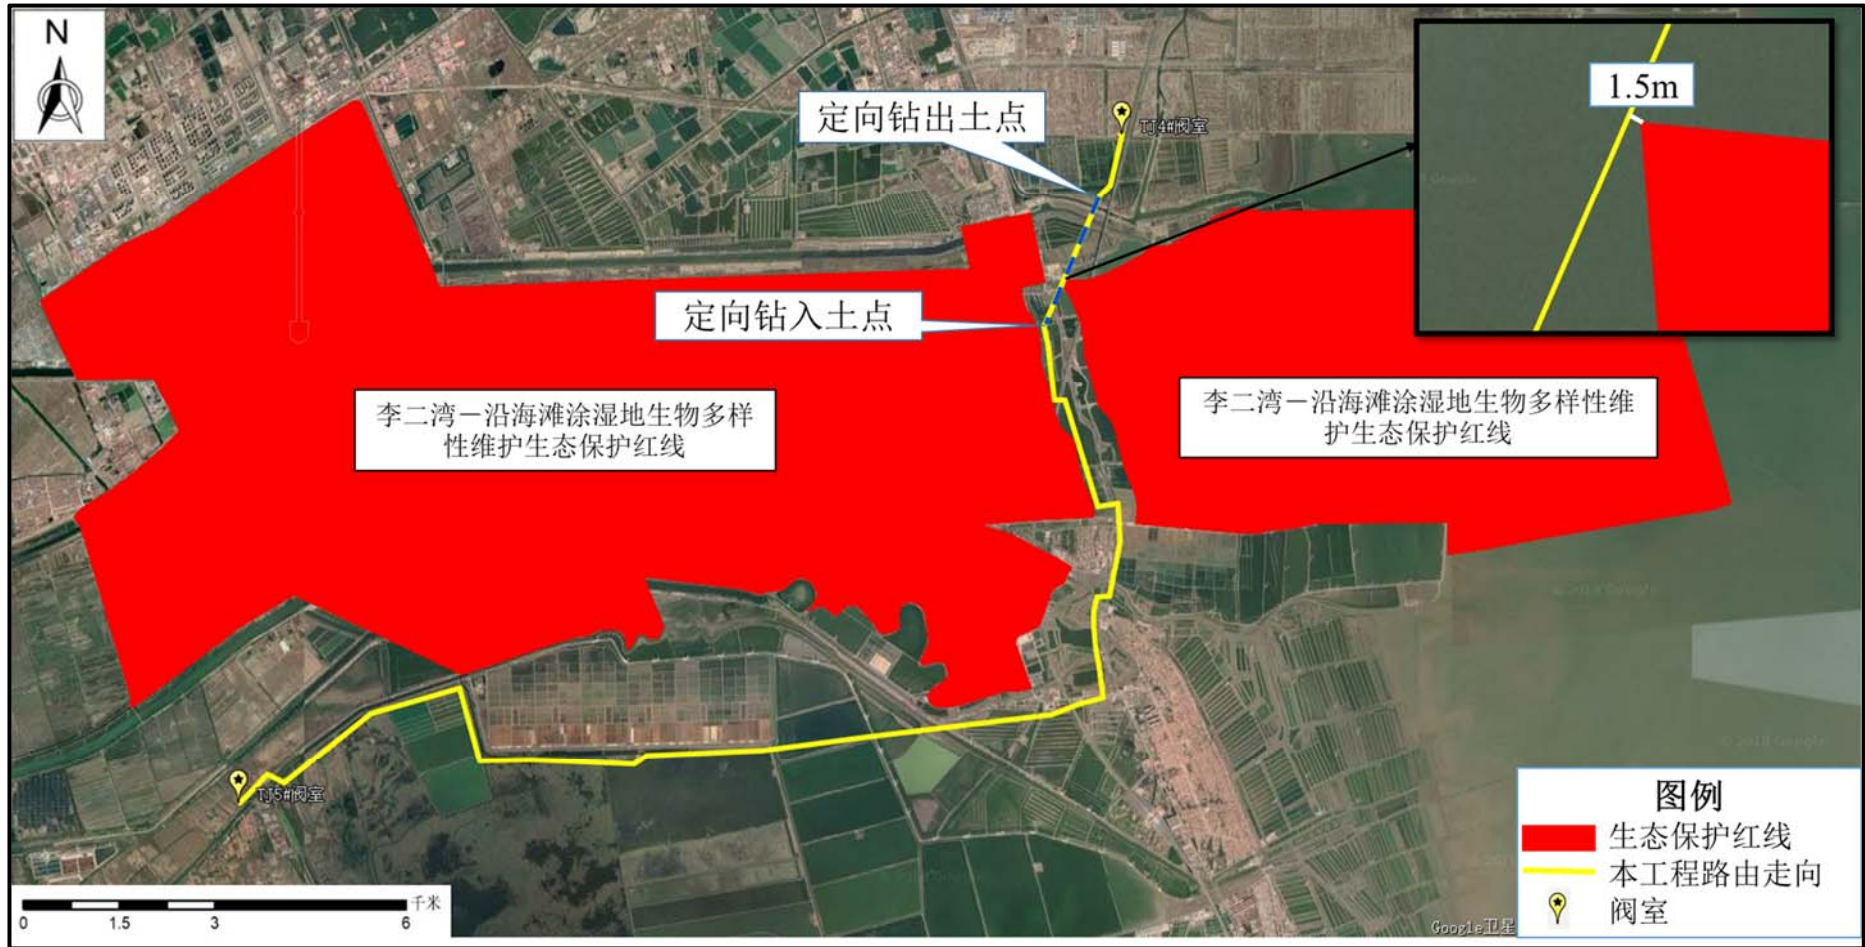 N
1.5m
定向钻出土点
TJ4#阀室
定向钻入土点
李二湾－沿海滩涂湿地生物多样
性维护生态保护红线
李二湾－沿海滩涂湿地生物多样性维
护生态保护红线
TJ5#阀室
图例
生态保护红线
本工程路由走向
阀室
千米
0 1.5 3 6
Google卫星